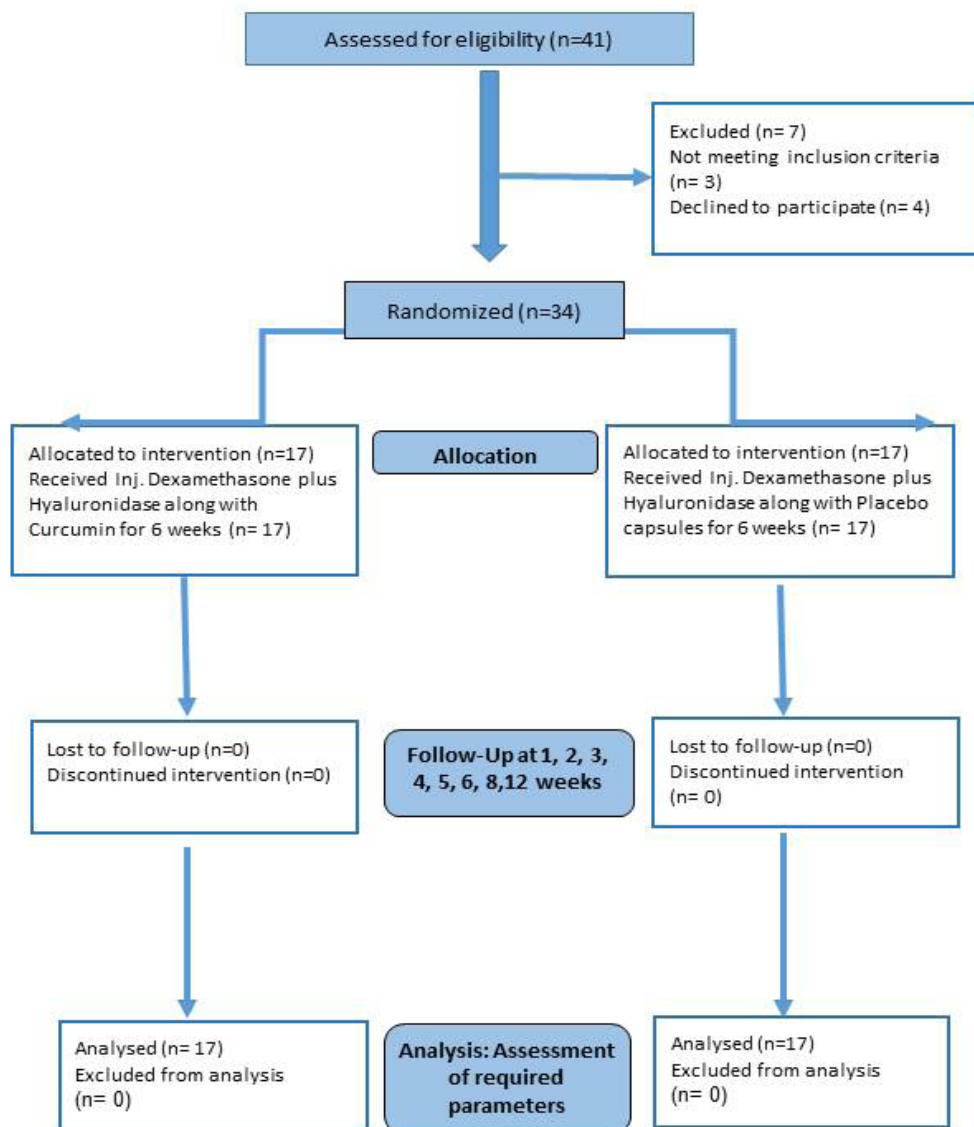 Assessed for eligibility (n=41)
Excluded (n= 7)
Not meeting inclusion criteria
(n= 3)
Declined to participate (n= 4)
Randomized (n=34)
Allocated to intervention (n=17)
Received Inj. Dexamethasone plus
Hyaluronidase along with
Curcumin for 6 weeks (n= 17)
Allocation
Allocated to intervention (n=17)
Received Inj. Dexamethasone plus
Hyaluronidase along with Placebo
capsules for 6 weeks (n= 17)
Lost to follow-up (n=0)
Discontinued intervention (n=0)
Follow-Up at 1, 2, 3,
4, 5, 6, 8,12 weeks
Lost to follow-up (n=0)
Discontinued intervention
(n= 0)
Analysed (n= 17)
Excluded from analysis
(n= 0)
Analysis: Assessment
of required
parameters
Analysed (n=17)
Excluded from analysis
(n= 0)